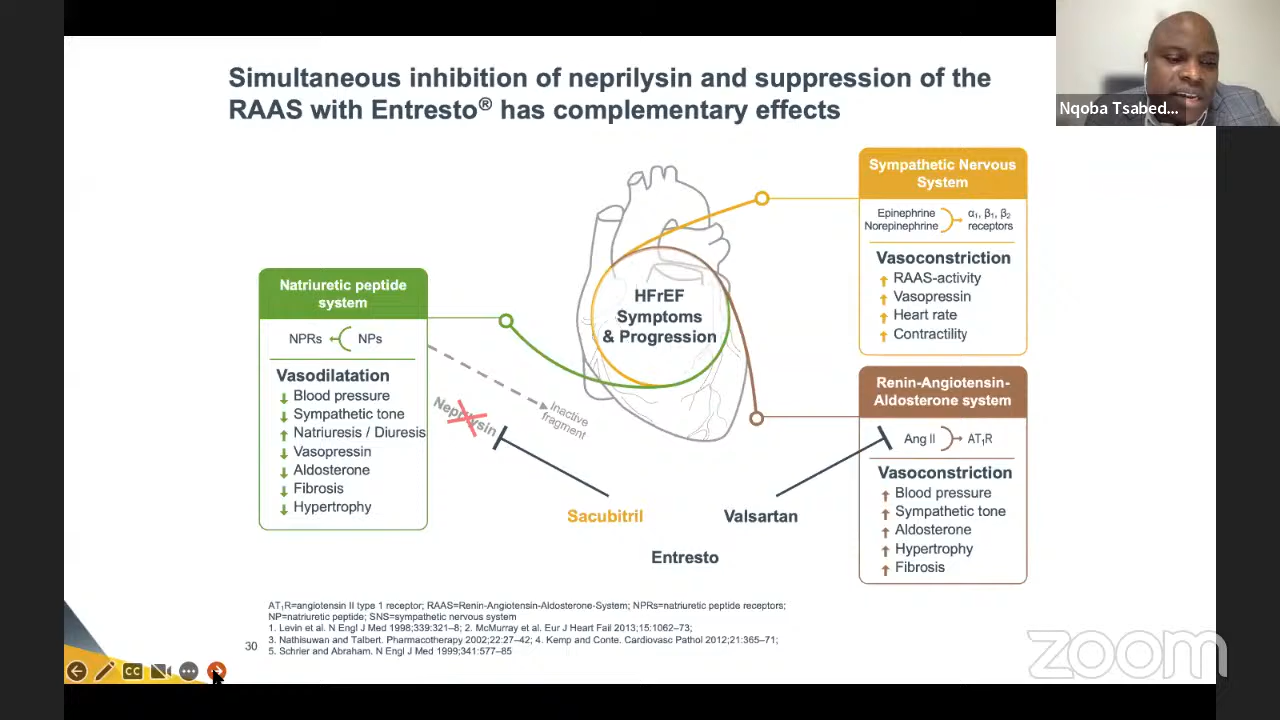 Simultaneous inhibition of neprilysin and suppression of the
RAAS with Entresto® has complementary effects
Nqoba Tsabed...
Sympathetic Nervous
System
Epinephrine
Norepinephrine
α1, β1, β2
receptors
Vasoconstriction
RAAS-activity
Vasopressin
Heart rate
Contractility
Natriuretic peptide
system
NPRs
NPs
Vasodilatation
Blood pressure
Sympathetic tone
Natriuresis / Diuresis
Vasopressin
Aldosterone
Fibrosis
Hypertrophy
HFrEF
Symptoms
& Progression
Neprilysin
Inactive
fragment
Renin-Angiotensin-
Aldosterone system
Ang II
AT1R
Vasoconstriction
Blood pressure
Sympathetic tone
Aldosterone
Hypertrophy
Fibrosis
Sacubitril
Valsartan
Entresto
AT1R=angiotensin II type 1 receptor; RAAS=Renin-Angiotensin-Aldosterone-System; NPRs=natriuretic peptide receptors;
NP=natriuretic peptide; SNS=sympathetic nervous system
1. Levin et al. N Engl J Med 1998;339:321–8; 2. McMurray et al. Eur J Heart Fail 2013;15:1062–73;
3. Nathisuwan and Talbert. Pharmacotherapy 2002;22:27–42; 4. Kemp and Conte. Cardiovasc Pathol 2012;21:365–71;
5. Schrier and Abraham. N Engl J Med 1999;341:577–85
30
CC
zoom